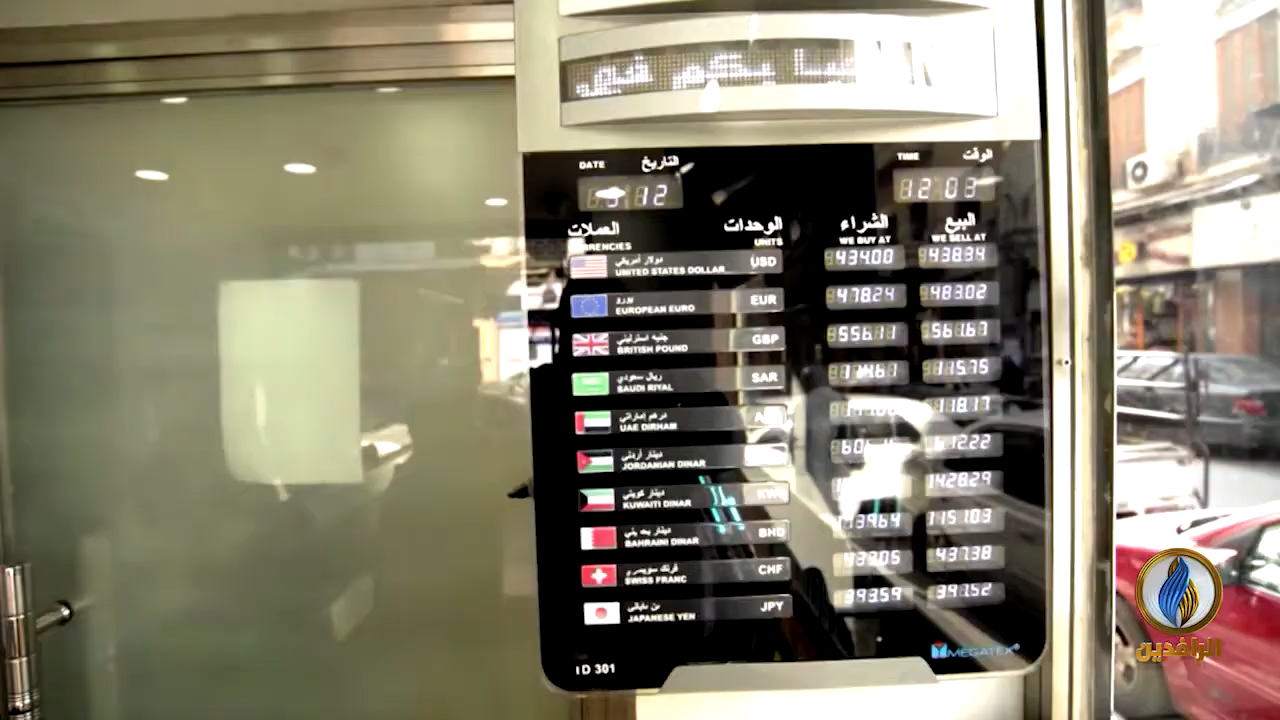 بكم في
DATE التاريخ
TIME الوقت
12
12 03
العملات الوحدات الشراء البيع
UNITS WE BUY AT WE SELL AT
دولار أمريكي
UNITED STATES DOLLAR USD 434.00 438.34
يورو
EUROPEAN EURO EUR 478.24 483.02
جنيه استرليني
BRITISH POUND GBP 556.11 561.67
ريال سعودي
SAUDI RIYAL SAR 115.75
درهم إماراتي
UAE DIRHAM 118.17
دينار أردني
JORDANIAN DINAR 612.22
دينار كويتي
KUWAITI DINAR 1428.29
دينار بحريني
BAHRAINI DINAR BHD 1139.64 1151.03
فرنك سويسري
SWISS FRANC CHF 433.05 437.38
ين ياباني
JAPANESE YEN JPY 393.59 397.52
ID 301
MEGATEX
الرافدين